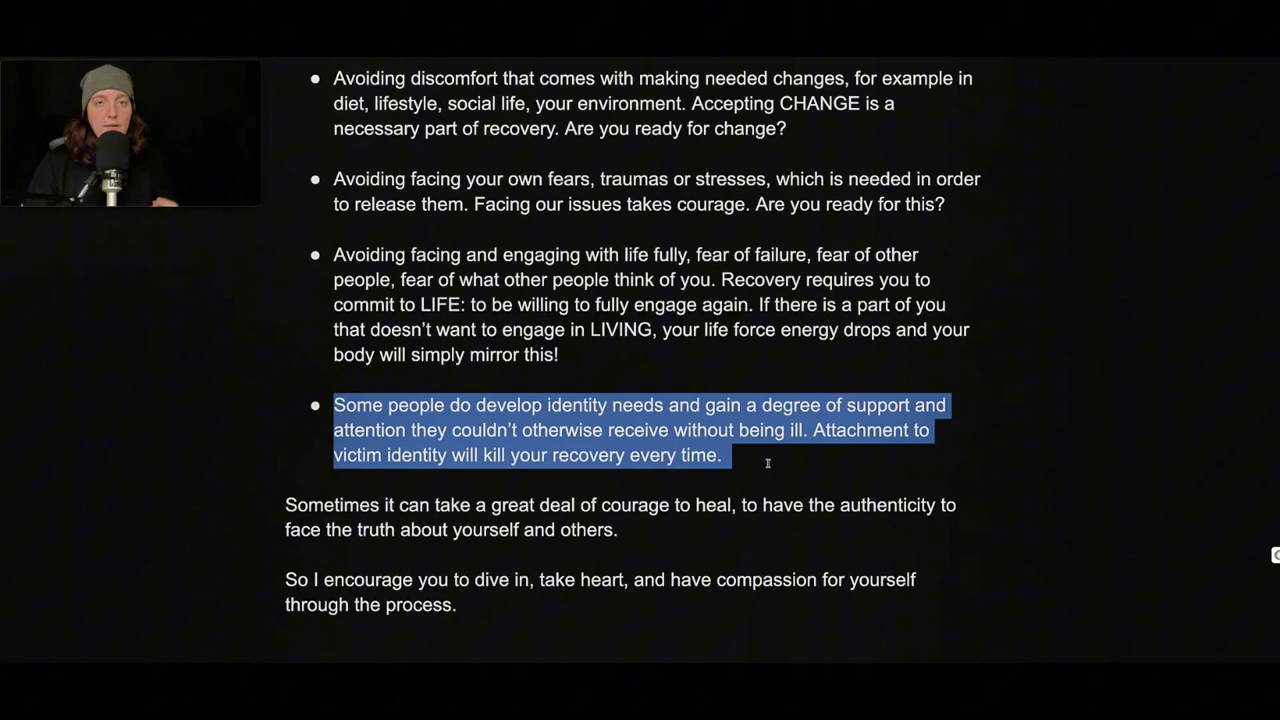 Avoiding discomfort that comes with making needed changes, for example in
diet, lifestyle, social life, your environment. Accepting CHANGE is a
necessary part of recovery. Are you ready for change?
Avoiding facing your own fears, traumas or stresses, which is needed in order
to release them. Facing our issues takes courage. Are you ready for this?
Avoiding facing and engaging with life fully, fear of failure, fear of other
people, fear of what other people think of you. Recovery requires you to
commit to LIFE: to be willing to fully engage again. If there is a part of you
that doesn’t want to engage in LIVING, your life force energy drops and your
body will simply mirror this!
Some people do develop identity needs and gain a degree of support and
attention they couldn’t otherwise receive without being ill. Attachment to
victim identity will kill your recovery every time.
Sometimes it can take a great deal of courage to heal, to have the authenticity to
face the truth about yourself and others.
So I encourage you to dive in, take heart, and have compassion for yourself
through the process.